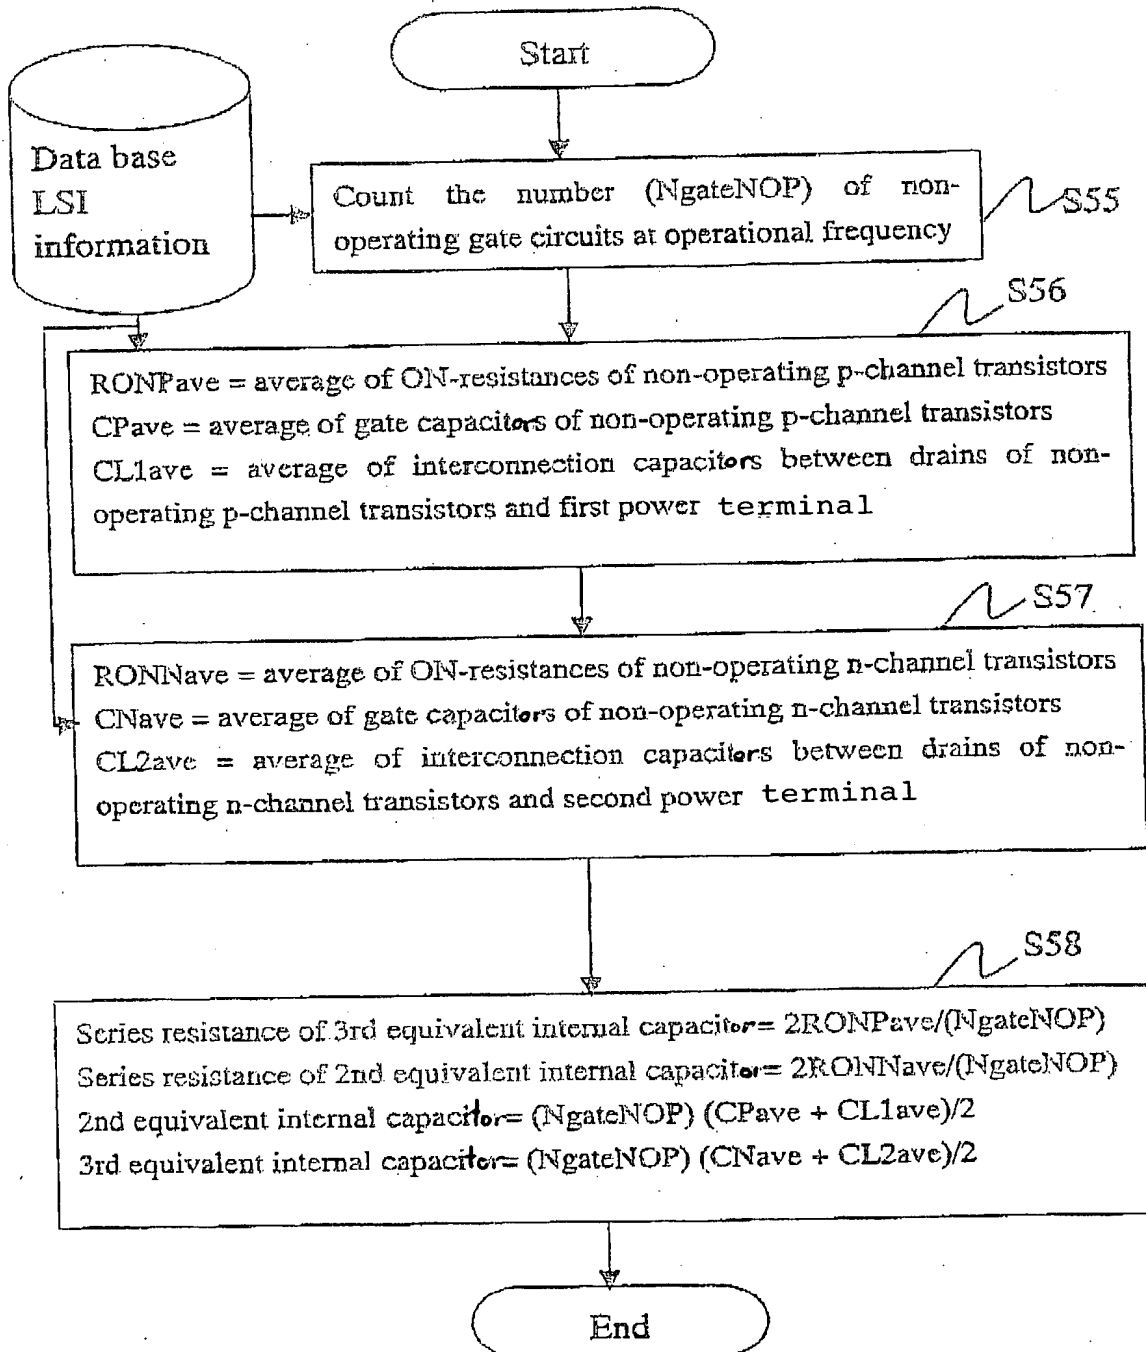 Start
Data base
LSI
information
Count the number (NgateNOP) of non-
operating gate circuits at operational frequency
S55
S56
RONPave = average of ON-resistances of non-operating p-channel transistors
CPave = average of gate capacitors of non-operating p-channel transistors
CL1ave = average of interconnection capacitors between drains of non-
operating p-channel transistors and first power terminal
S57
RONNave = average of ON-resistances of non-operating n-channel transistors
CNave = average of gate capacitors of non-operating n-channel transistors
CL2ave = average of interconnection capacitors between drains of non-
operating n-channel transistors and second power terminal
S58
Series resistance of 3rd equivalent internal capacitor= 2RONPave/(NgateNOP)
Series resistance of 2nd equivalent internal capacitor= 2RONNave/(NgateNOP)
2nd equivalent internal capacitor= (NgateNOP) (CPave + CL1ave)/2
3rd equivalent internal capacitor= (NgateNOP) (CNave + CL2ave)/2
End